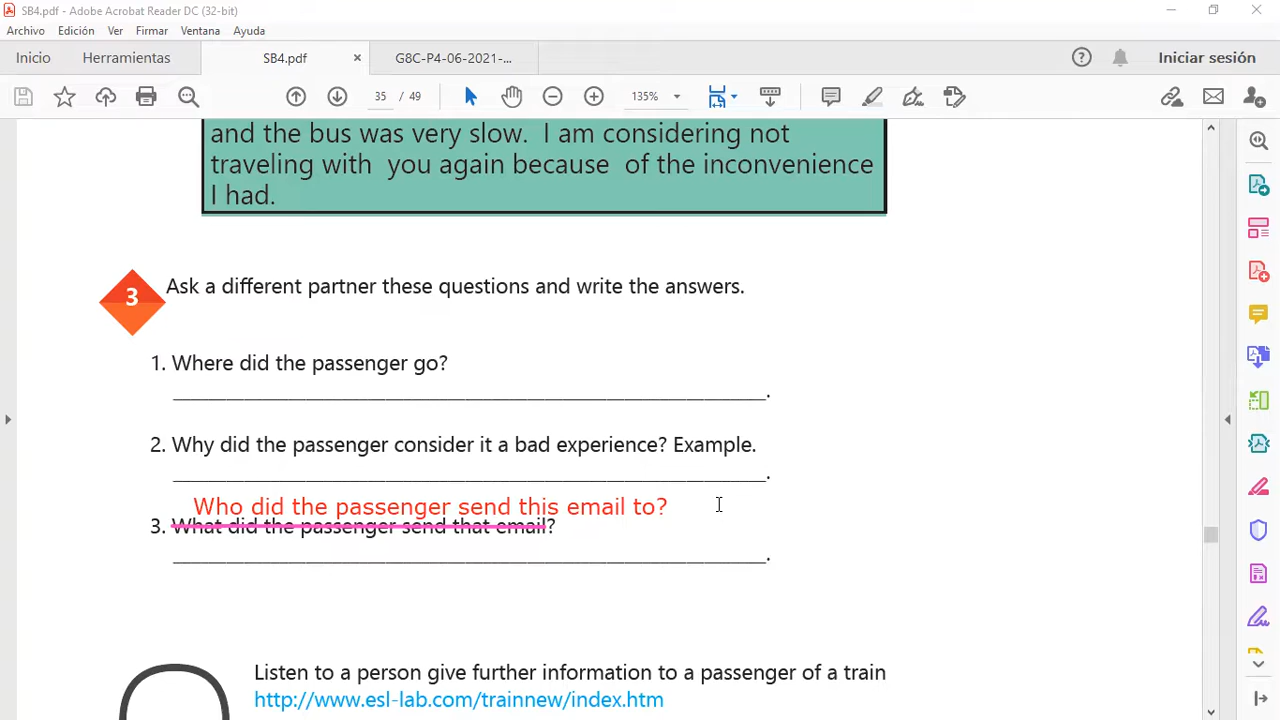 SB4.pdf - Adobe Acrobat Reader DC (32-bit)
Archivo Edición Ver Firmar Ventana Ayuda
Inicio Herramientas SB4.pdf × G8C-P4-06-2021-... Iniciar sesión
35 / 49 135%
and the bus was very slow. I am considering not
traveling with you again because of the inconvenience
I had.
3 Ask a different partner these questions and write the answers.
1. Where did the passenger go?
.
2. Why did the passenger consider it a bad experience? Example.
.
Who did the passenger send this email to?
3. What did the passenger send that email?
.
Listen to a person give further information to a passenger of a train
http://www.esl-lab.com/trainnew/index.htm